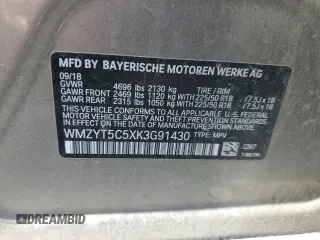 MFD BY BAYERISCHE MOTOREN WERKE AG
09/18
GVWR 4696 lbs 2130 kg TIRE / RIM
GAWR FRONT 2469 lbs 1120 kg 225/50 R18 /7.5J x 18
GAWR REAR 2315 lbs 1050 kg 225/50 R18 /7.5J x 18
THIS VEHICLE CONFORMS TO ALL APPLICABLE U.S. FEDERAL
MOTOR VEHICLE SAFETY, BUMPER, AND THEFT PREVENTION
STANDARDS IN EFFECT ON THE DATE OF
MANUFACTURE SHOWN ABOVE.
WMZYT5C5XK3G91430 TYPE: MPV
DREAMBID